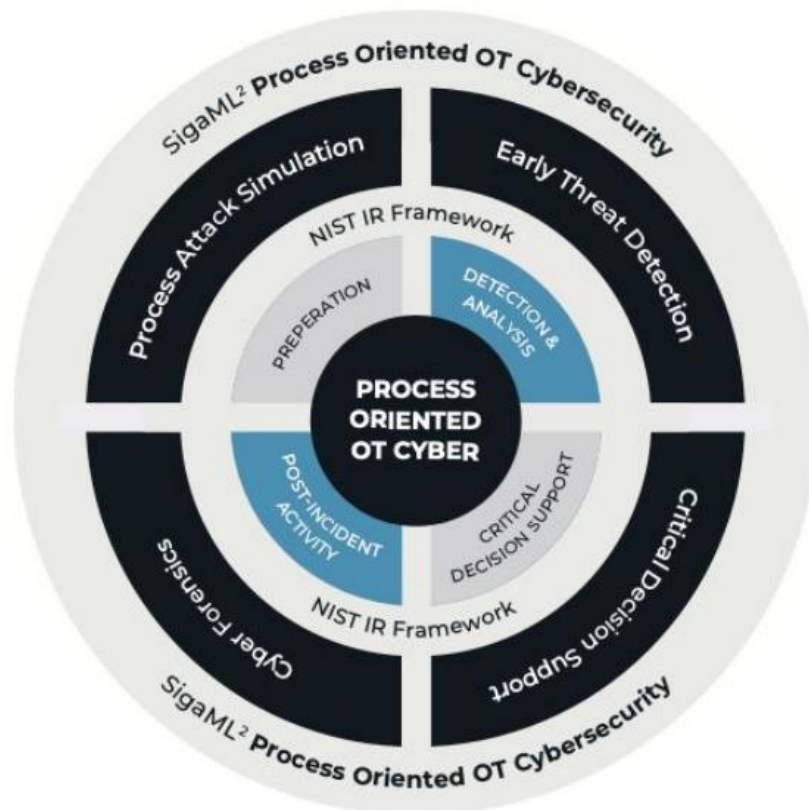 SigaML² Process Oriented OT Cybersecurity
Process Attack Simulation
Early Threat Detection
NIST IR Framework
PREPERATION
DETECTION &
ANALYSIS
PROCESS
ORIENTED
OT CYBER
POST-INCIDENT
ACTIVITY
CRITICAL
DECISION SUPPORT
NIST IR Framework
Cyber Forensics
Critical Decision Support
SigaML² Process Oriented OT Cybersecurity